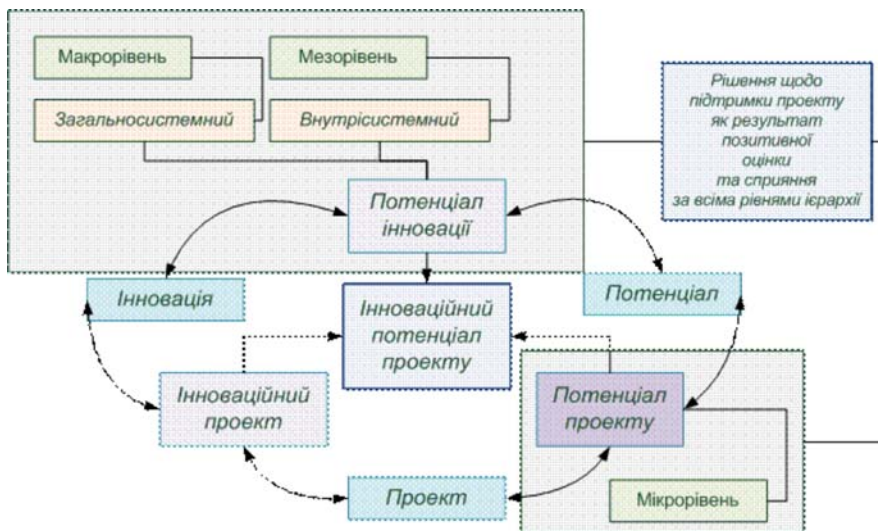 Макрорівень
Мезорівень
Загальносистемний
Внутрісистемний
Рішення щодо
підтримки проекту
як результат
позитивної
оцінки
та сприяння
за всіма рівнями ієрархії
Потенціал
інновації
Інновація
Потенціал
Інноваційний
потенціал
проекту
Інноваційний
проект
Потенціал
проекту
Проект
Мікрорівень